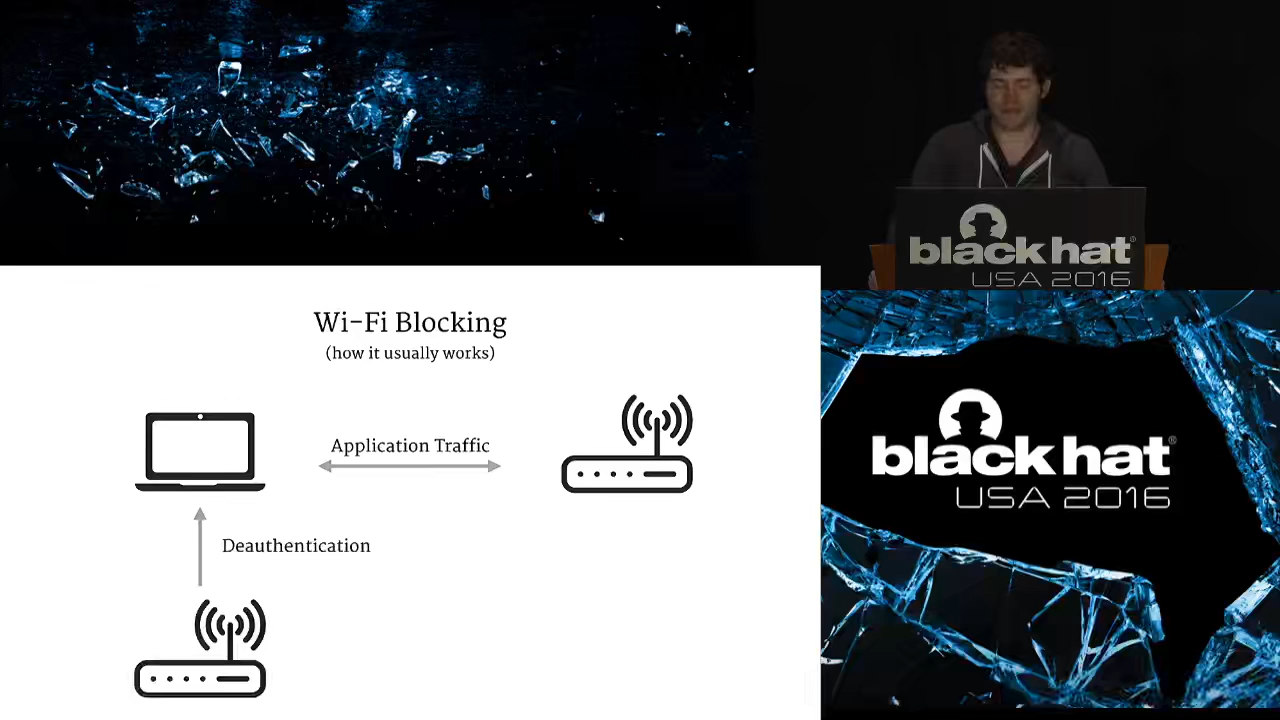 black hat®
USA 2016
Wi-Fi Blocking
(how it usually works)
Application Traffic
Deauthentication
black hat®
USA 2016